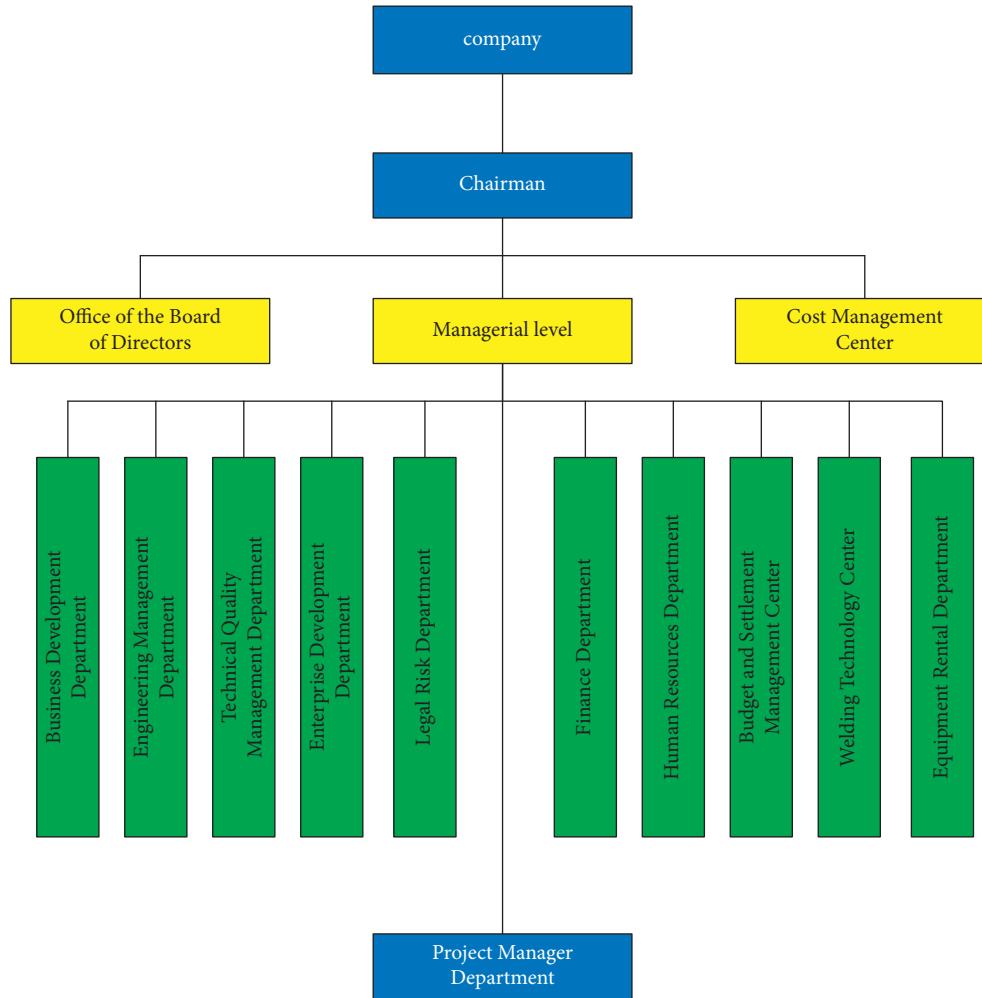 company
Chairman
Office of the Board
of Directors
Managerial level
Cost Management
Center
Business Development
Department
Engineering Management
Department
Technical Quality
Management Department
Enterprise Development
Department
Legal Risk Department
Finance Department
Human Resources Department
Budget and Settlement
Management Center
Welding Technology Center
Equipment Rental Department
Project Manager
Department